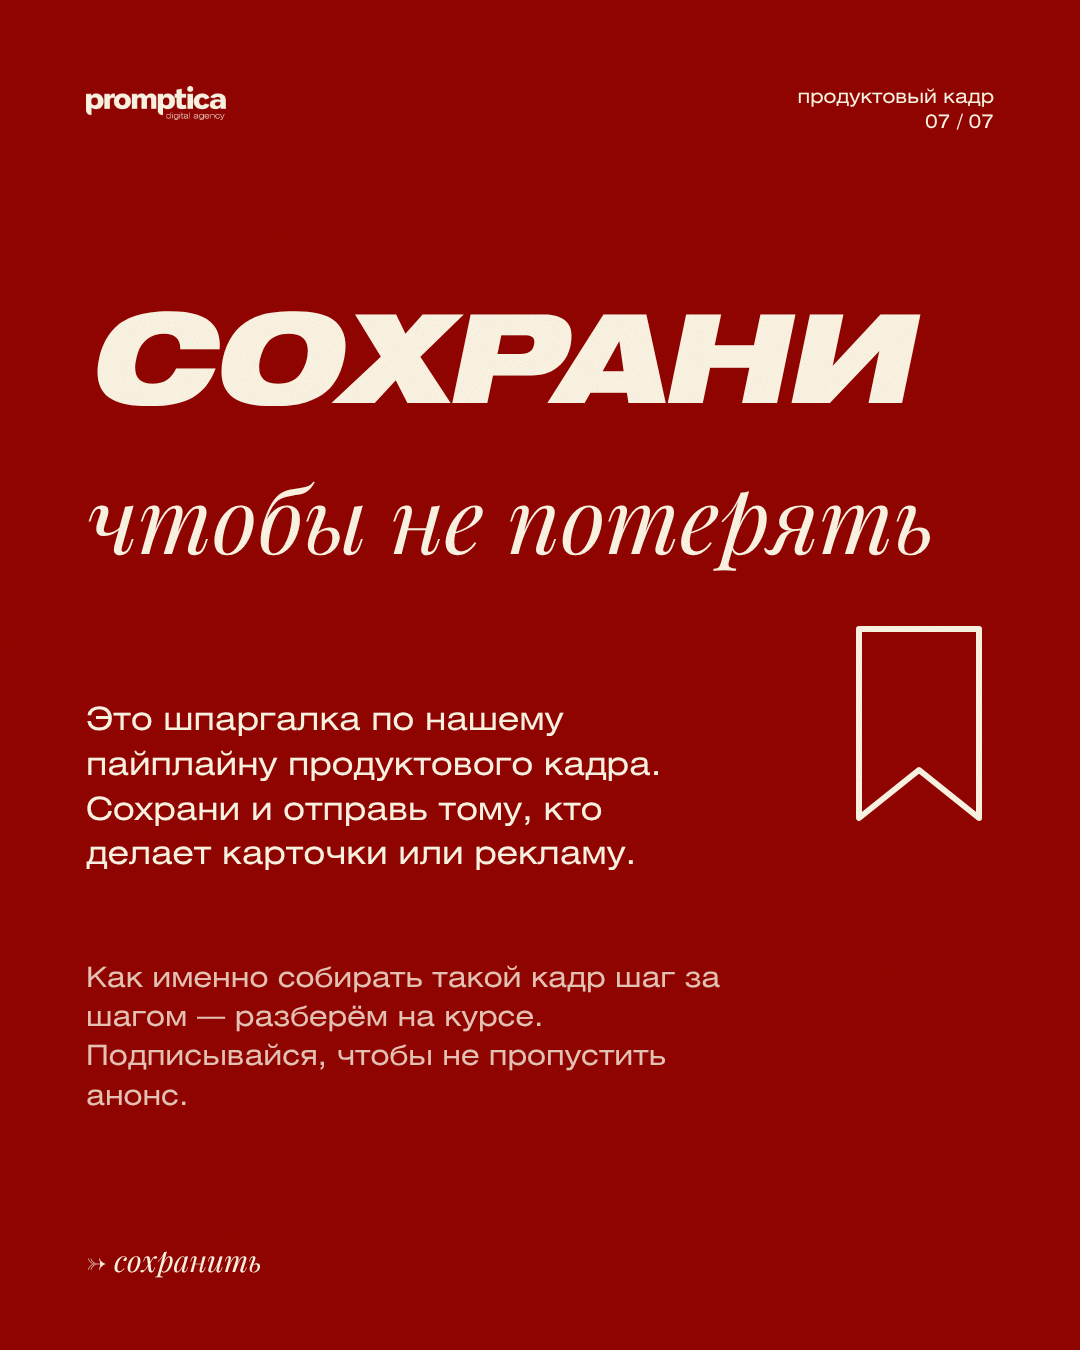 promptica
digital agency
продуктовый кадр
07 / 07
СОХРАНИ
чтобы не потерять
Это шпаргалка по нашему
пайплайну продуктового кадра.
Сохрани и отправь тому, кто
делает карточки или рекламу.
Как именно собирать такой кадр шаг за
шагом — разберём на курсе.
Подписывайся, чтобы не пропустить
анонс.
сохранить